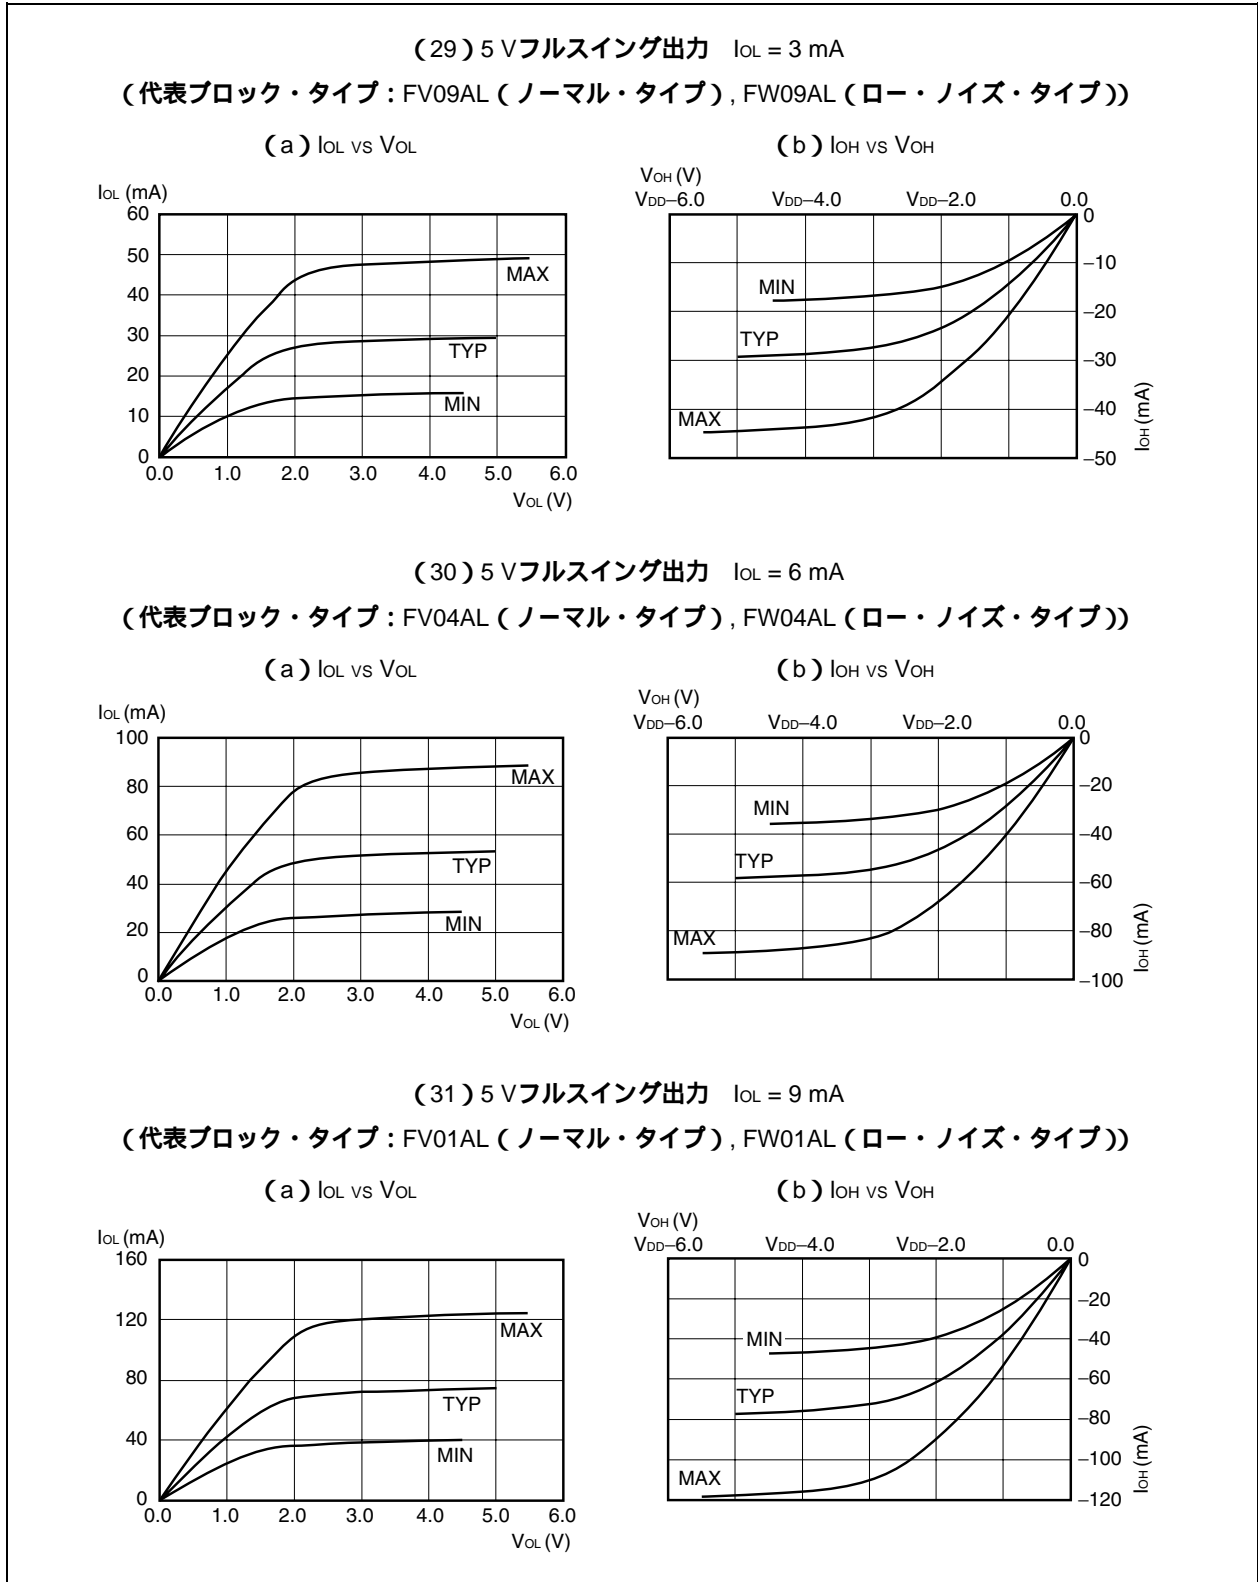 （29）5 Vフルスイング出力　IOL = 3 mA
（代表ブロック・タイプ：FV09AL（ノーマル・タイプ）, FW09AL（ロー・ノイズ・タイプ））
（a）IOL vs VOL
（b）IOH vs VOH
IOL (mA)
60
50
40
30
20
10
0
0.0 1.0 2.0 3.0 4.0 5.0 6.0
VOL (V)
MAX
TYP
MIN
VOH (V)
VDD–6.0 VDD–4.0 VDD–2.0 0.0
0
–10
–20
–30
–40
–50
IOH (mA)
MIN
TYP
MAX
（30）5 Vフルスイング出力　IOL = 6 mA
（代表ブロック・タイプ：FV04AL（ノーマル・タイプ）, FW04AL（ロー・ノイズ・タイプ））
（a）IOL vs VOL
（b）IOH vs VOH
IOL (mA)
100
80
60
40
20
0
0.0 1.0 2.0 3.0 4.0 5.0 6.0
VOL (V)
MAX
TYP
MIN
VOH (V)
VDD–6.0 VDD–4.0 VDD–2.0 0.0
0
–20
–40
–60
–80
–100
IOH (mA)
MIN
TYP
MAX
（31）5 Vフルスイング出力　IOL = 9 mA
（代表ブロック・タイプ：FV01AL（ノーマル・タイプ）, FW01AL（ロー・ノイズ・タイプ））
（a）IOL vs VOL
（b）IOH vs VOH
IOL (mA)
160
120
80
40
0
0.0 1.0 2.0 3.0 4.0 5.0 6.0
VOL (V)
MAX
TYP
MIN
VOH (V)
VDD–6.0 VDD–4.0 VDD–2.0 0.0
0
–20
–40
–60
–80
–100
–120
IOH (mA)
MIN
TYP
MAX